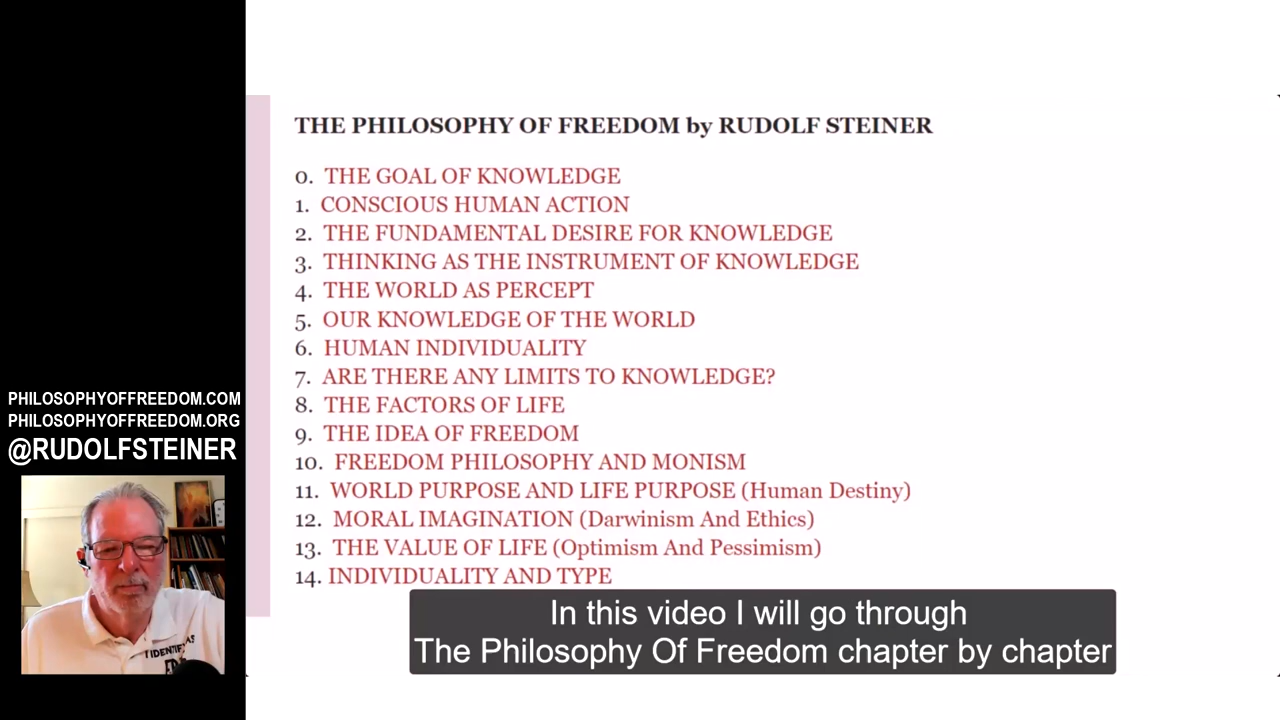 THE PHILOSOPHY OF FREEDOM by RUDOLF STEINER
0. THE GOAL OF KNOWLEDGE
1. CONSCIOUS HUMAN ACTION
2. THE FUNDAMENTAL DESIRE FOR KNOWLEDGE
3. THINKING AS THE INSTRUMENT OF KNOWLEDGE
4. THE WORLD AS PERCEPT
5. OUR KNOWLEDGE OF THE WORLD
6. HUMAN INDIVIDUALITY
7. ARE THERE ANY LIMITS TO KNOWLEDGE?
8. THE FACTORS OF LIFE
9. THE IDEA OF FREEDOM
10. FREEDOM PHILOSOPHY AND MONISM
11. WORLD PURPOSE AND LIFE PURPOSE (Human Destiny)
12. MORAL IMAGINATION (Darwinism And Ethics)
13. THE VALUE OF LIFE (Optimism And Pessimism)
14. INDIVIDUALITY AND TYPE
PHILOSOPHYOFFREEDOM.COM
PHILOSOPHYOFFREEDOM.ORG
@RUDOLFSTEINER
In this video I will go through
The Philosophy Of Freedom chapter by chapter